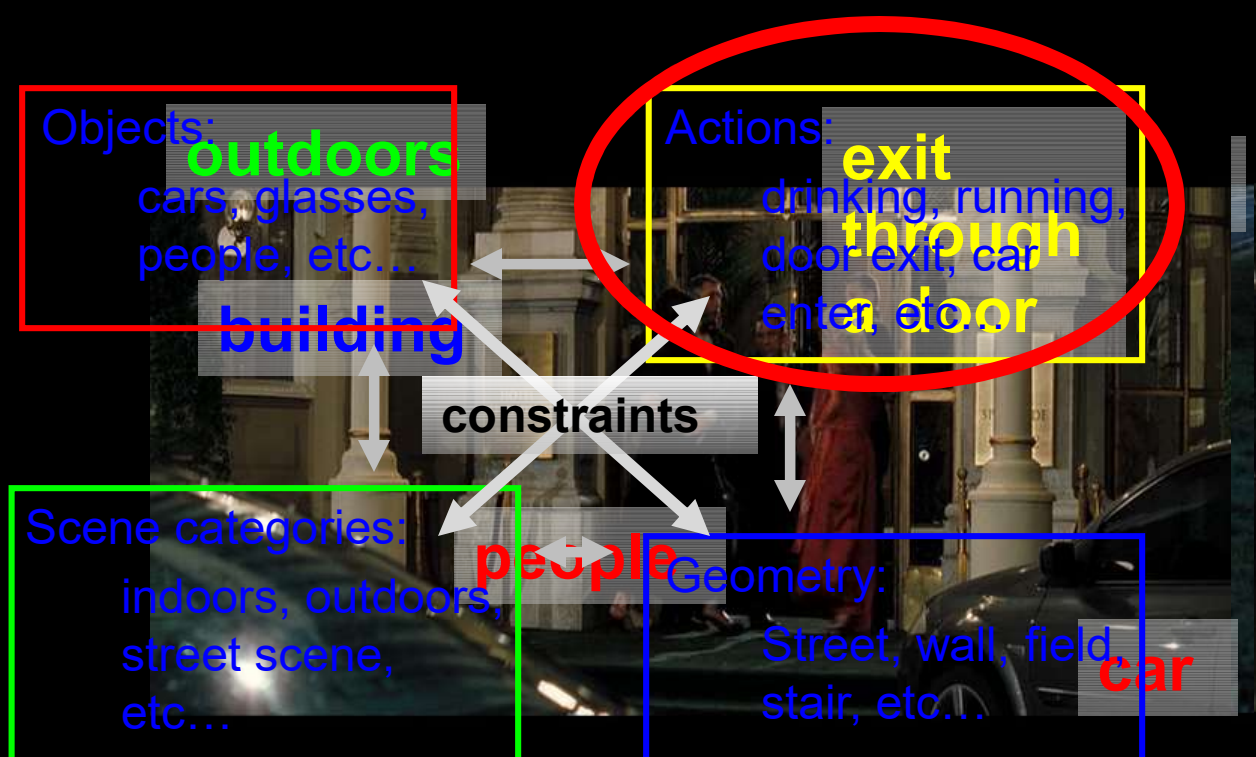 Objects:
cars, glasses,
people, etc…
outdoors
building
Actions:
drinking, running,
door exit, car
enter, etc…
exit
through
a door
constraints
Scene categories:
indoors, outdoors,
street scene,
etc…
people
Geometry:
Street, wall, field,
stair, etc…
car